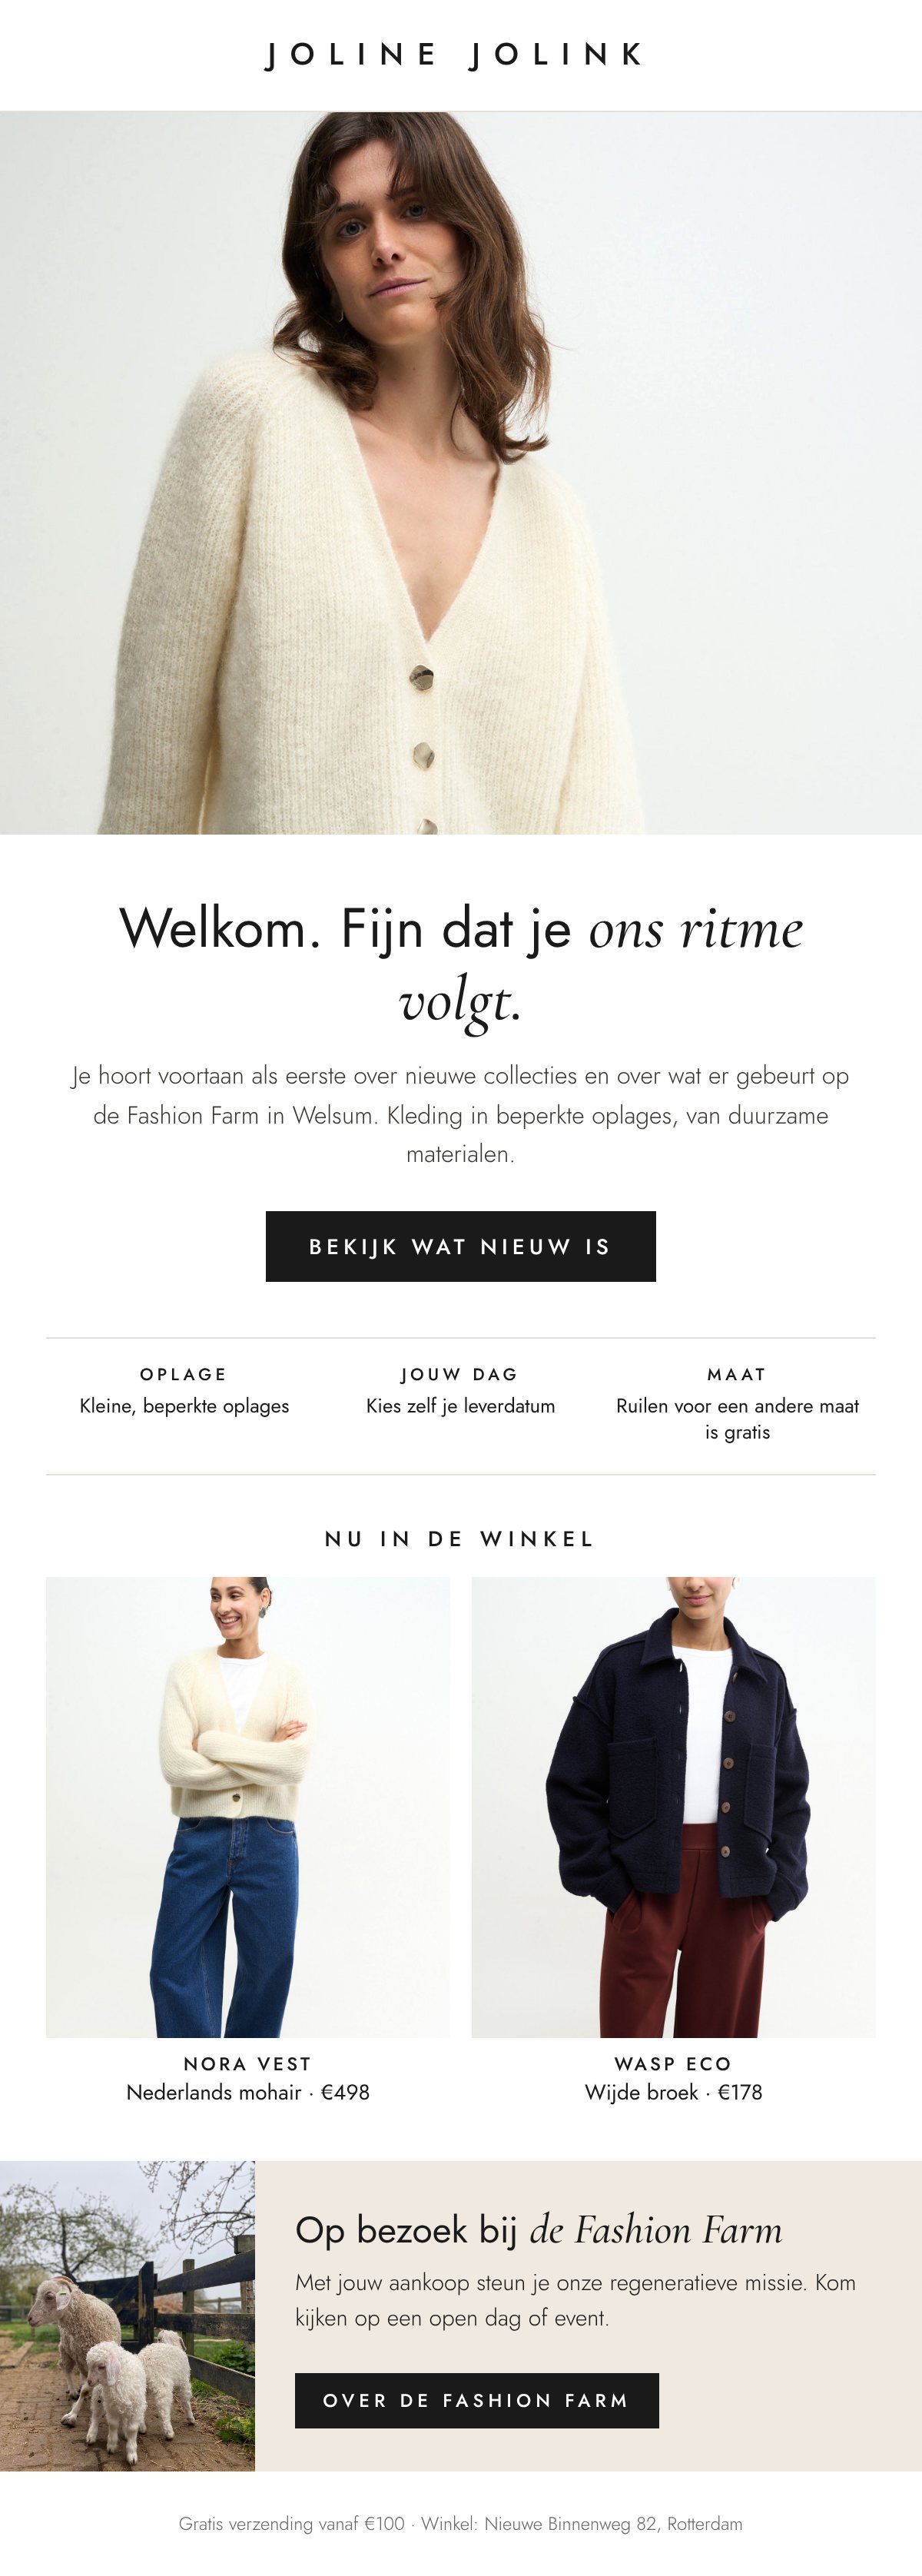 JOLINE JOLINK
Welkom. Fijn dat je ons ritme
volgt.
Je hoort voortaan als eerste over nieuwe collecties en over wat er gebeurt op
de Fashion Farm in Welsum. Kleding in beperkte oplages, van duurzame
materialen.
BEKIJK WAT NIEUW IS
OPLAGE
Kleine, beperkte oplages
JOUW DAG
Kies zelf je leverdatum
MAAT
Ruilen voor een andere maat
is gratis
NU IN DE WINKEL
NORA VEST
Nederlands mohair · €498
WASP ECO
Wijde broek · €178
Op bezoek bij de Fashion Farm
Met jouw aankoop steun je onze regeneratieve missie. Kom
kijken op een open dag of event.
OVER DE FASHION FARM
Gratis verzending vanaf €100 · Winkel: Nieuwe Binnenweg 82, Rotterdam